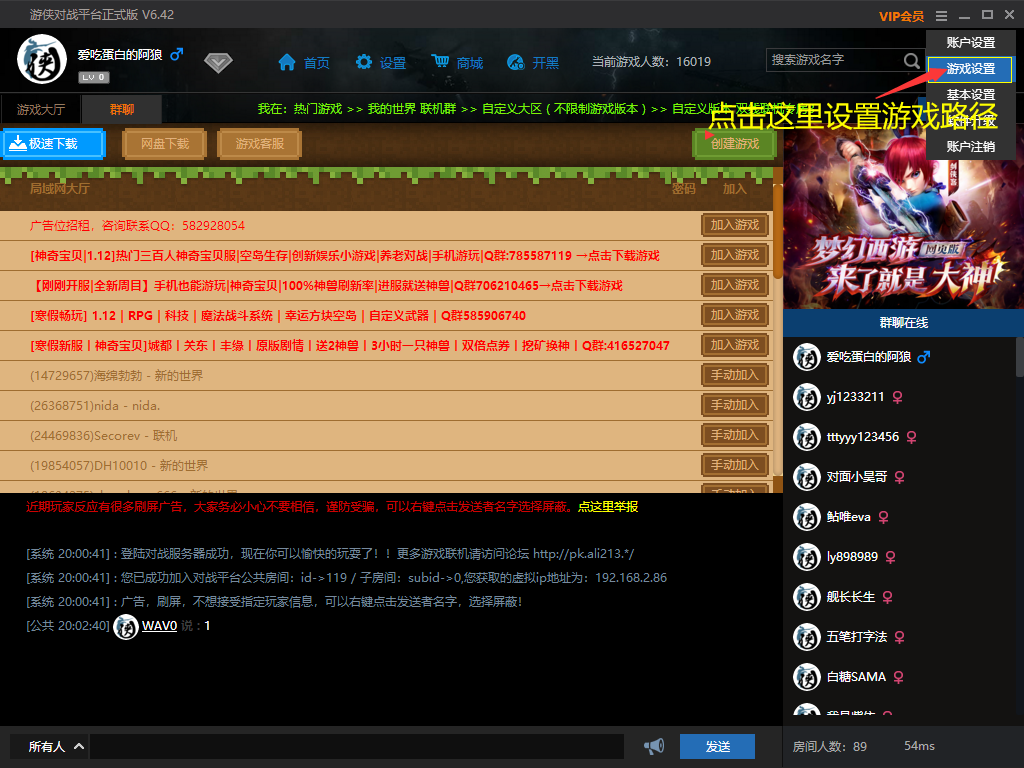 游侠对战平台正式版 V6.42
VIP会员
侠
爱吃蛋白的阿狼
LV 0
首页
设置
商城
开黑
当前游戏人数：16019
搜索游戏名字
账户设置
游戏设置
基本设置
账户注销
游戏大厅
群聊
我在：热门游戏 >> 我的世界 联机群 >> 自定义大区 ( 不限制游戏版本 ) >> 自定义
点击这里设置游戏路径
极速下载
网盘下载
游戏客服
创建游戏
局域网大厅
密码
加入
广告位招租，咨询联系QQ：582928054
加入游戏
[神奇宝贝|1.12]热门三百人神奇宝贝服|空岛生存|创新娱乐小游戏|养老对战|手机游玩|Q群:785587119 →点击下载游戏
加入游戏
【刚刚开服|全新周目】手机也能游玩|神奇宝贝|100%神兽刷新率|进服就送神兽|Q群706210465→点击下载游戏
加入游戏
[寒假畅玩] 1.12 | RPG | 科技 | 魔法战斗系统 | 幸运方块空岛 | 自定义武器 | Q群585906740
加入游戏
[寒假新服丨神奇宝贝]城都丨关东丨丰缘丨原版剧情丨送2神兽丨3小时一只神兽丨双倍点券丨挖矿换神丨Q群:416527047
加入游戏
(14729657)海绵勃勃 - 新的世界
手动加入
(26368751)nida - nida.
手动加入
(24469836)Secorev - 联机
手动加入
(19854057)DH10010 - 新的世界
手动加入
梦幻西游
网页版
来了就是大神
群聊在线
爱吃蛋白的阿狼
yj1233211
tttyyy123456
对面小昊哥
鲇唯eva
ly898989
舰长长生
五笔打字法
白糖SAMA
近期玩家反应有很多刷屏广告，大家务必小心不要相信，谨防受骗，可以右键点击发送者名字选择屏蔽。点这里举报
[系统 20:00:41]：登陆对战服务器成功，现在你可以愉快的玩耍了！！更多游戏联机请访问论坛 http://pk.ali213.*/
[系统 20:00:41]：您已成功加入对战平台公共房间：id->119 / 子房间：subid->0,您获取的虚拟ip地址为：192.168.2.86
[系统 20:00:41]：广告，刷屏，不想接受指定玩家信息，可以右键点击发送者名字，选择屏蔽！
[公共 20:02:40] WAV0 说：1
所有人
发送
房间人数：89
54ms